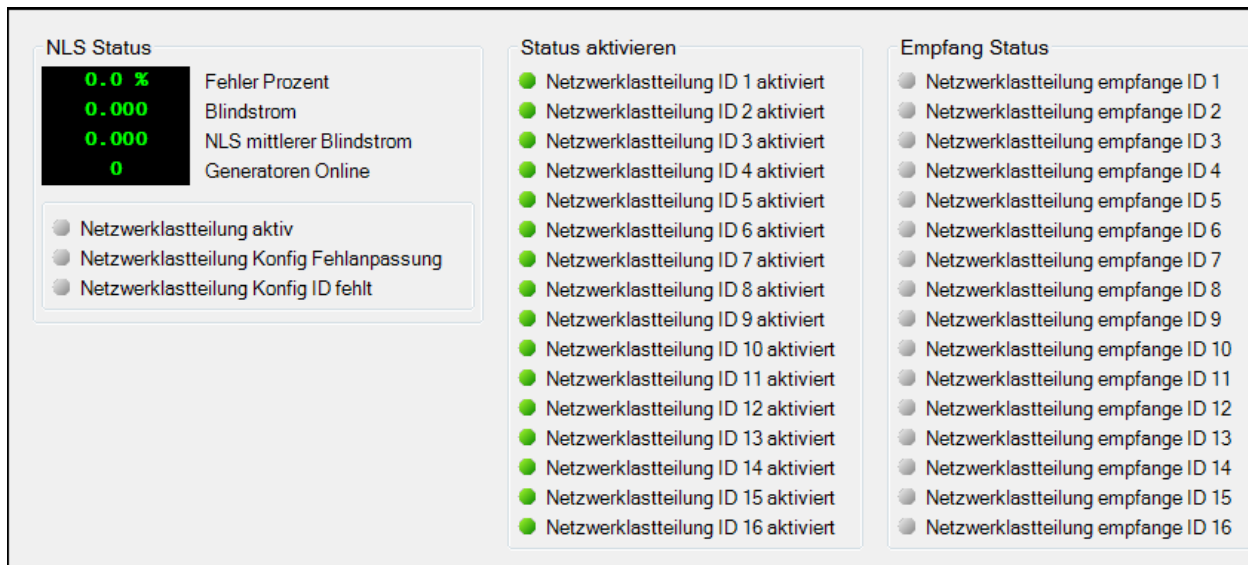 NLS Status
0.0 % Fehler Prozent
0.000 Blindstrom
0.000 NLS mittlerer Blindstrom
0 Generatoren Online
Netzwerklastteilung aktiv
Netzwerklastteilung Konfig Fehlanpassung
Netzwerklastteilung Konfig ID fehlt
Status aktivieren
Netzwerklastteilung ID 1 aktiviert
Netzwerklastteilung ID 2 aktiviert
Netzwerklastteilung ID 3 aktiviert
Netzwerklastteilung ID 4 aktiviert
Netzwerklastteilung ID 5 aktiviert
Netzwerklastteilung ID 6 aktiviert
Netzwerklastteilung ID 7 aktiviert
Netzwerklastteilung ID 8 aktiviert
Netzwerklastteilung ID 9 aktiviert
Netzwerklastteilung ID 10 aktiviert
Netzwerklastteilung ID 11 aktiviert
Netzwerklastteilung ID 12 aktiviert
Netzwerklastteilung ID 13 aktiviert
Netzwerklastteilung ID 14 aktiviert
Netzwerklastteilung ID 15 aktiviert
Netzwerklastteilung ID 16 aktiviert
Empfang Status
Netzwerklastteilung empfange ID 1
Netzwerklastteilung empfange ID 2
Netzwerklastteilung empfange ID 3
Netzwerklastteilung empfange ID 4
Netzwerklastteilung empfange ID 5
Netzwerklastteilung empfange ID 6
Netzwerklastteilung empfange ID 7
Netzwerklastteilung empfange ID 8
Netzwerklastteilung empfange ID 9
Netzwerklastteilung empfange ID 10
Netzwerklastteilung empfange ID 11
Netzwerklastteilung empfange ID 12
Netzwerklastteilung empfange ID 13
Netzwerklastteilung empfange ID 14
Netzwerklastteilung empfange ID 15
Netzwerklastteilung empfange ID 16